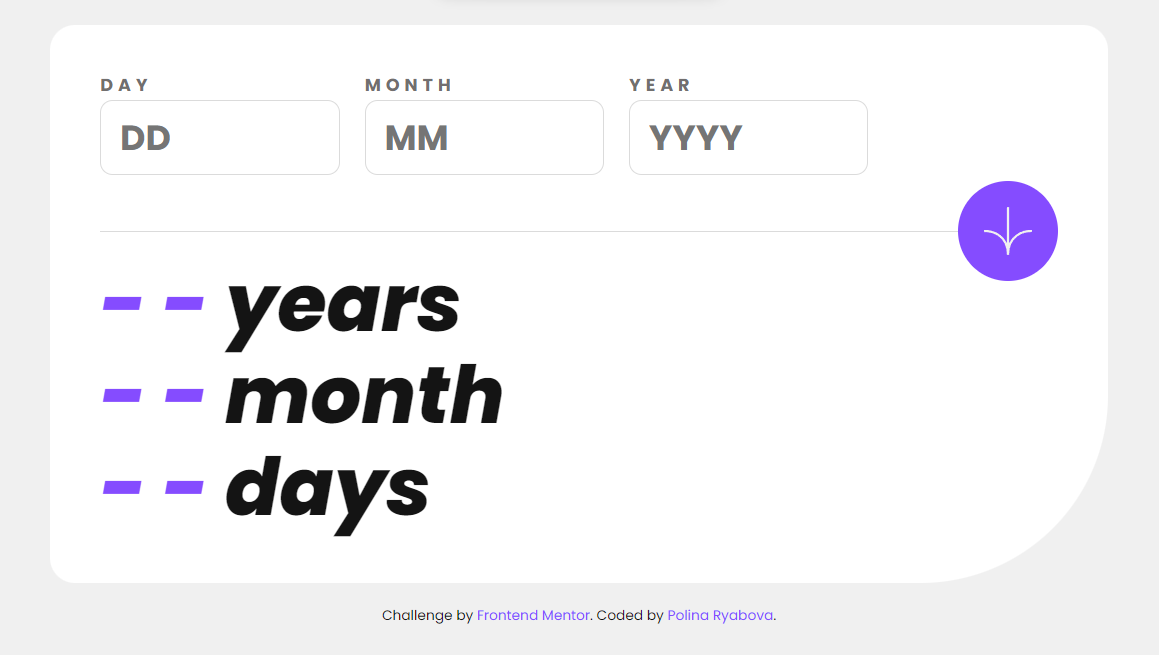 DAY MONTH YEAR
DD MM YYYY
- - years
- - month
- - days
Challenge by Frontend Mentor. Coded by Polina Ryabova.